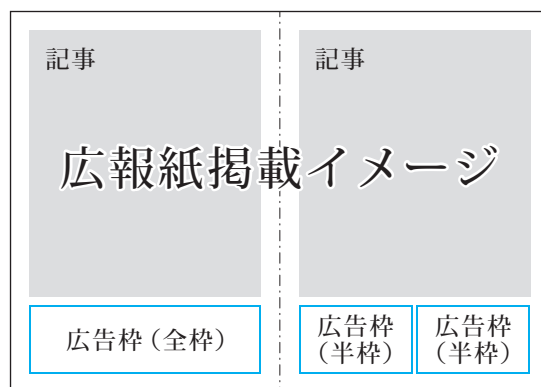 記事
記事
広報紙掲載イメージ
広告枠（全枠）
広告枠
（半枠）
広告枠
（半枠）